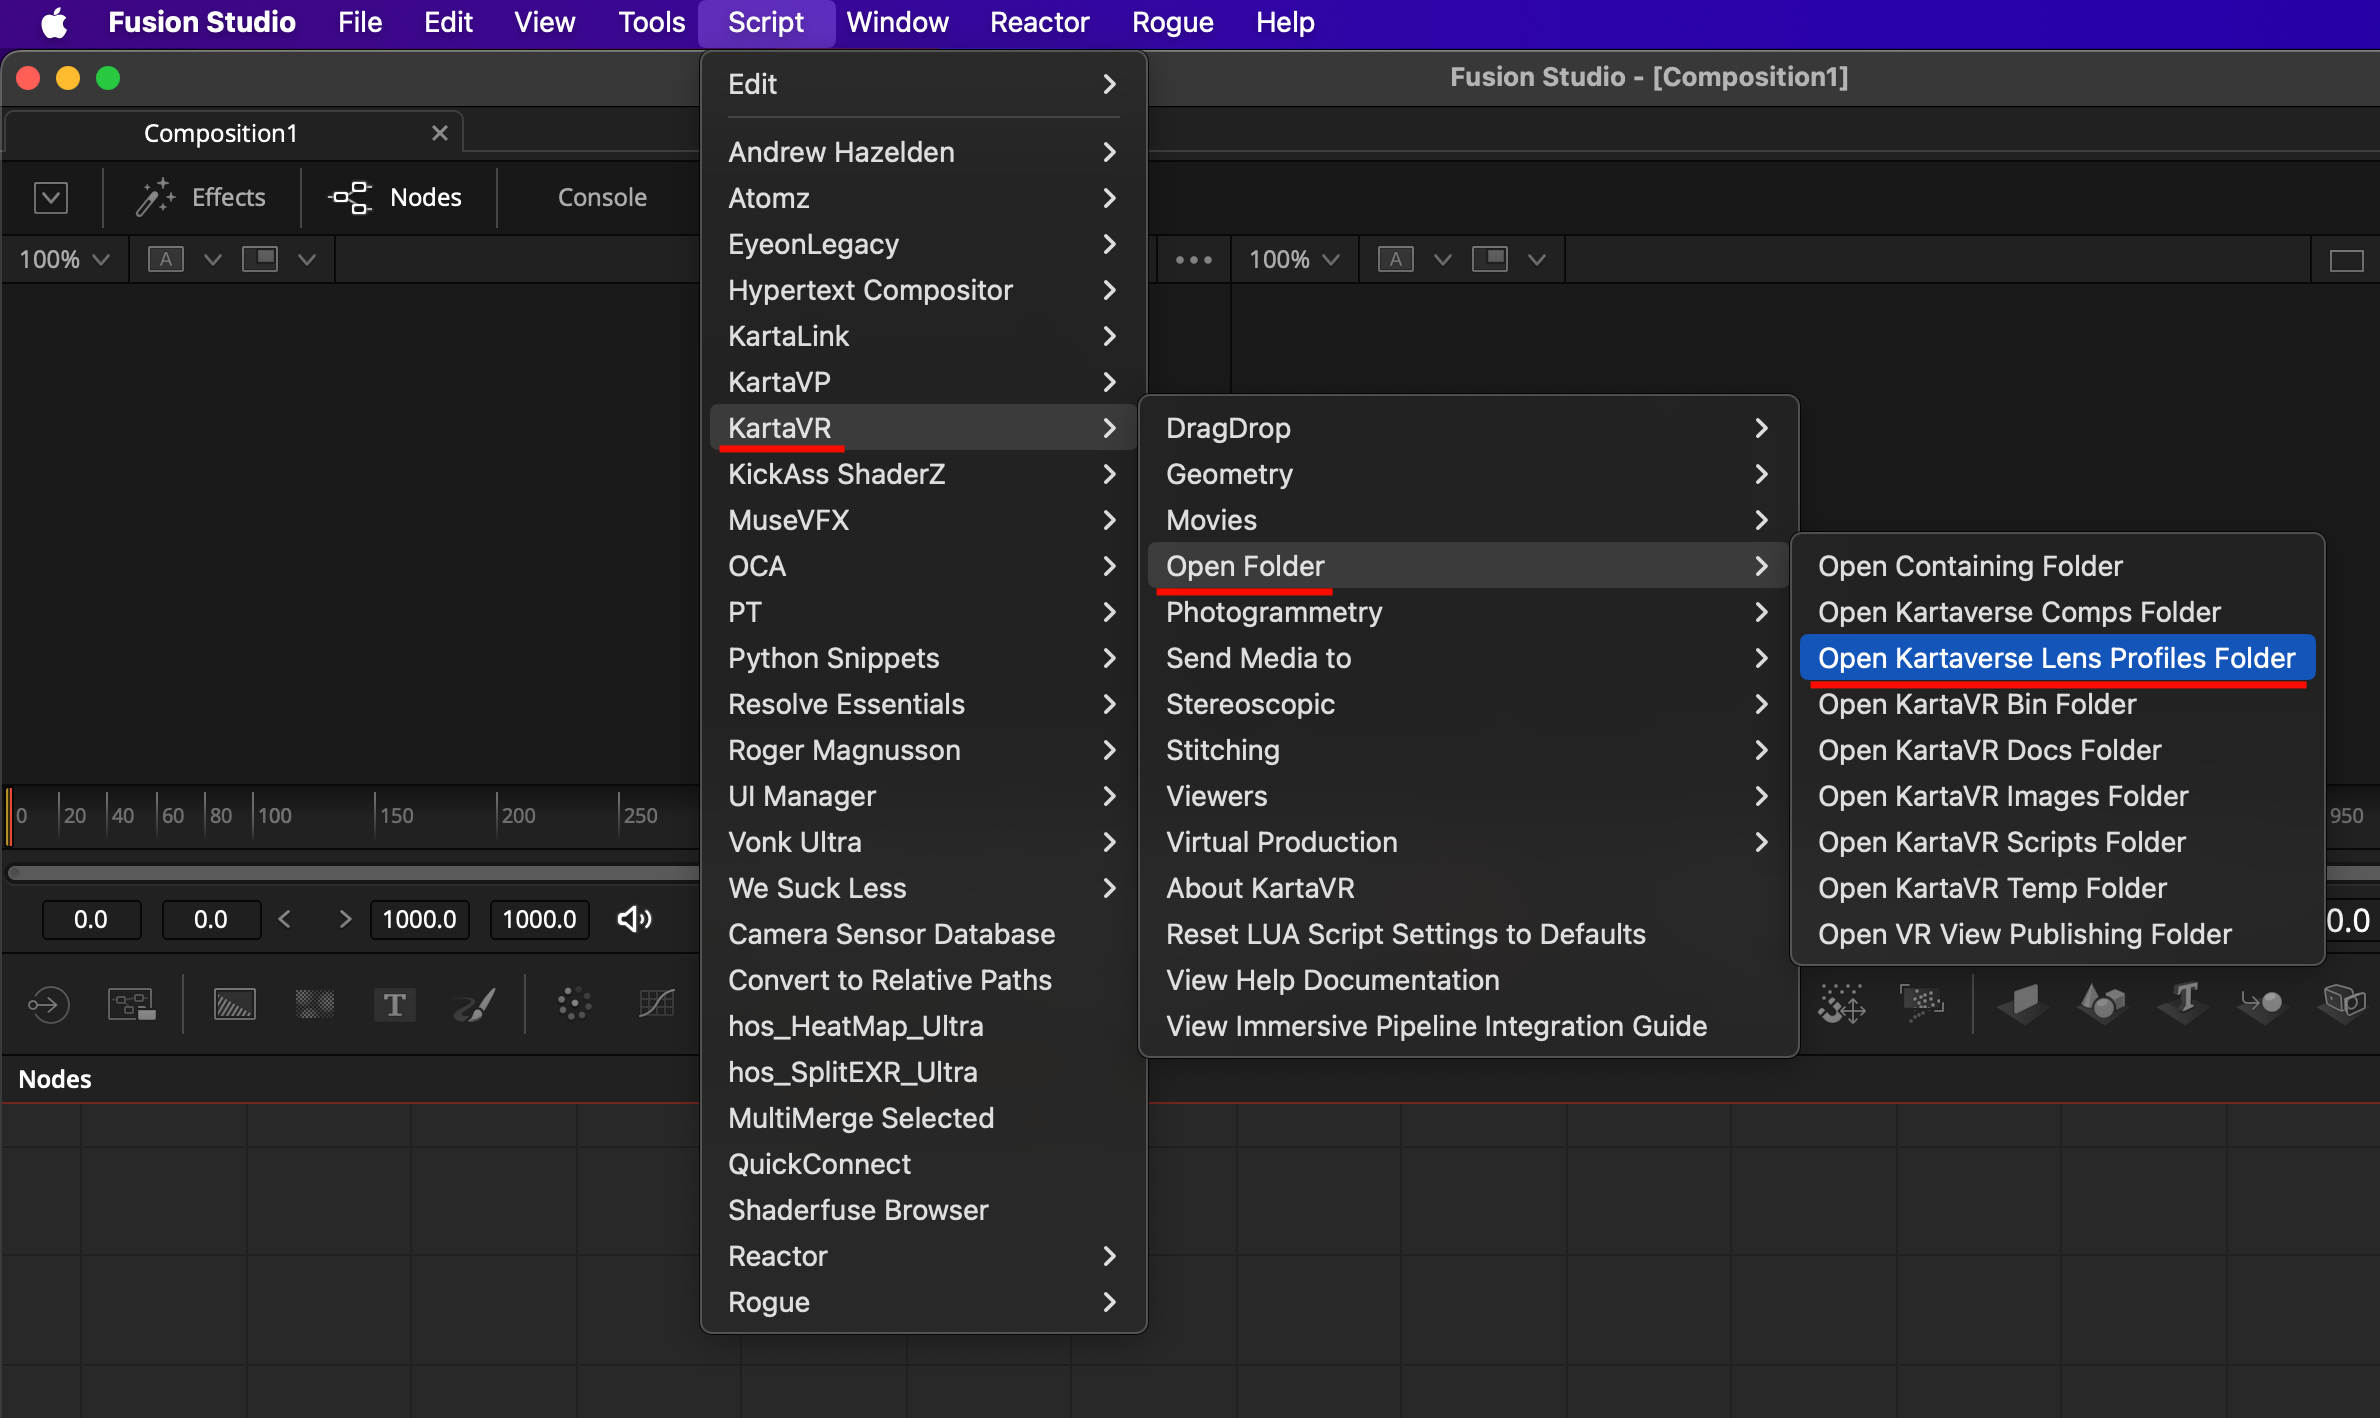 Fusion Studio File Edit View Tools Script Window Reactor Rogue Help
Fusion Studio - [Composition1]
Composition1
Effects Nodes Console
100% A 100% A
Edit
Andrew Hazelden
Atomz
EyeonLegacy
Hypertext Compositor
KartaLink
KartaVP
KartaVR
KickAss ShaderZ
MuseVFX
OCA
PT
Python Snippets
Resolve Essentials
Roger Magnusson
UI Manager
Vonk Ultra
We Suck Less
Camera Sensor Database
Convert to Relative Paths
hos_HeatMap_Ultra
hos_SplitEXR_Ultra
MultiMerge Selected
QuickConnect
Shaderfuse Browser
Reactor
Rogue
DragDrop
Geometry
Movies
Open Folder
Photogrammetry
Send Media to
Stereoscopic
Stitching
Viewers
Virtual Production
About KartaVR
Reset LUA Script Settings to Defaults
View Help Documentation
View Immersive Pipeline Integration Guide
Open Containing Folder
Open Kartaverse Comps Folder
Open Kartaverse Lens Profiles Folder
Open KartaVR Bin Folder
Open KartaVR Docs Folder
Open KartaVR Images Folder
Open KartaVR Scripts Folder
Open KartaVR Temp Folder
Open VR View Publishing Folder
0 20 40 60 80 100 150 200 250 950
0.0 0.0 < > 1000.0 1000.0 0.0
T T
Nodes